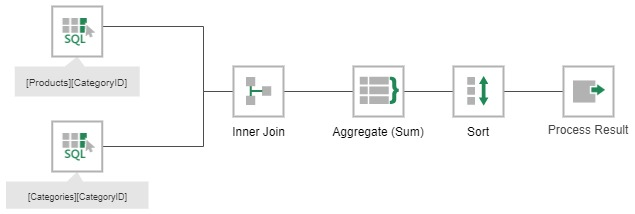 SQL
[Products][CategoryID]
SQL
[Categories][CategoryID]
Inner Join
Aggregate (Sum)
Sort
Process Result